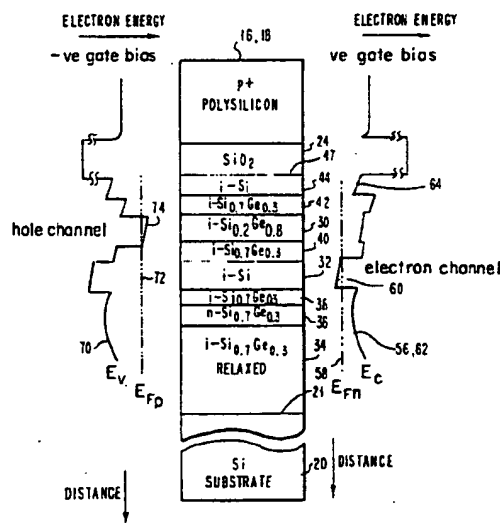 ELECTRON ENERGY
-ve gate bias
16,18
ELECTRON ENERGY
ve gate bias
p+
POLYSILICON
24
SiO2
47
i-Si
44
64
i-Si0.7Ge0.3
42
74
hole channel
i-Si0.2Ge0.8
30
i-Si0.7Ge0.3
40
72
i-Si
32
electron channel
60
i-Si0.7Ge0.3
38
n-Si0.7Ge0.3
36
70
i-Si0.7Ge0.3
RELAXED
34
56,62
Ev
EFp
58
EFn
Ec
21
Si
SUBSTRATE
20
DISTANCE
DISTANCE